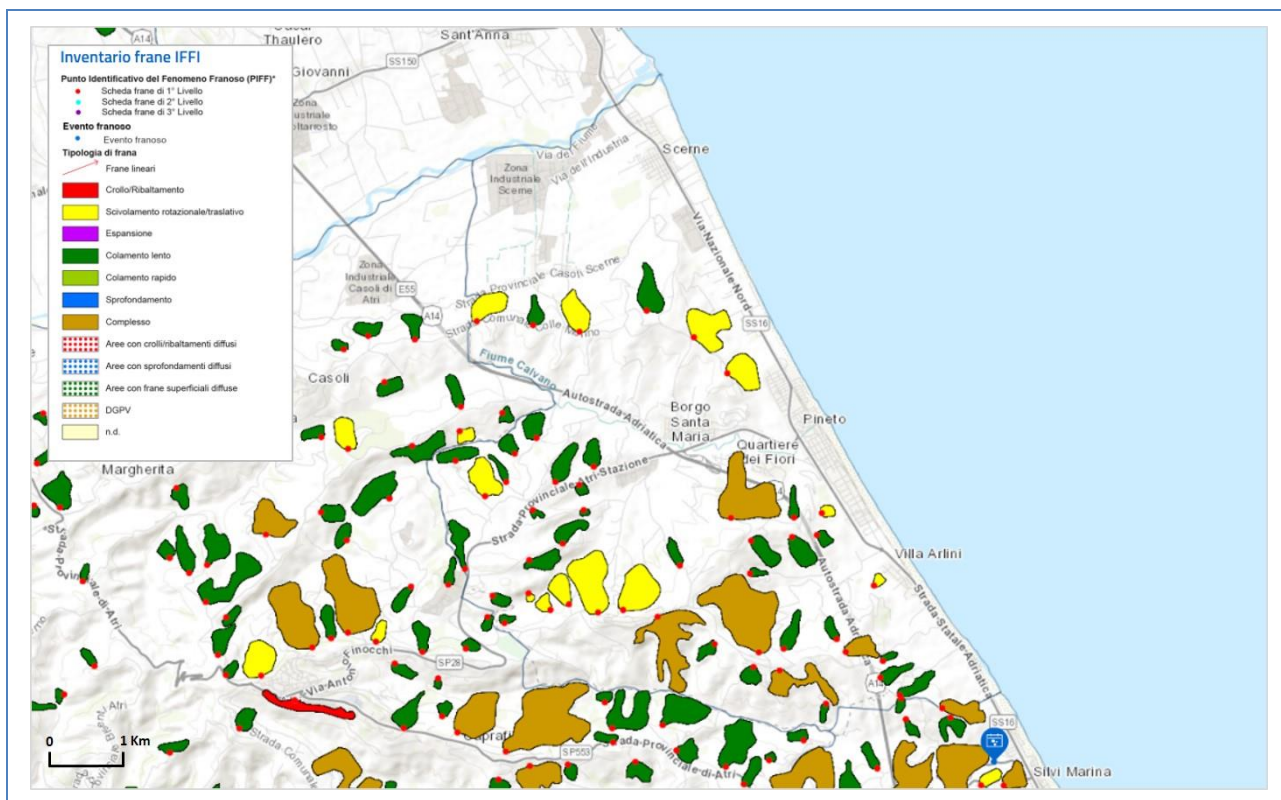 Inventario frane IFFI
Punto Identificativo del Fenomeno Franoso (PIFF)*
Scheda frane di 1° Livello
Scheda frane di 2° Livello
Scheda frane di 3° Livello
Evento franoso
Evento franoso
Tipologia di frana
Frane lineari
Crollo/Ribaltamento
Scivolamento rotazionale/traslativo
Espansione
Colamento lento
Colamento rapido
Sprofondamento
Complesso
Aree con crolli/ribaltamenti diffusi
Aree con sprofondamenti diffusi
Aree con frane superficiali diffuse
DGPV
n.d.
A14
Thaulero
Sant'Anna
SS150
Giovanni
Zona
Via del Fiume
Via dell'Industria
Scerne
Zona
Industriale
Scerne
Zona
Industriale
Casoli di
Atri
E55
A14
Strada Provinciale Casoli Scerne
Via Nazionale Nord
SS16
Fiume Calvano
Casoli
Autostrada Adriatica
Borgo
Santa
Maria
Pineto
Quartiere
dei Fiori
Margherita
Strada Provinciale Atri-Stazione
Villa Arlini
Strada Statale Adriatica
Autostrada Adriatica
Finocchi
SP28
A14
SS16
Atri
Strada Comunale
SP553
Strada Provinciale di Atri
Silvi Marina
0 1 Km